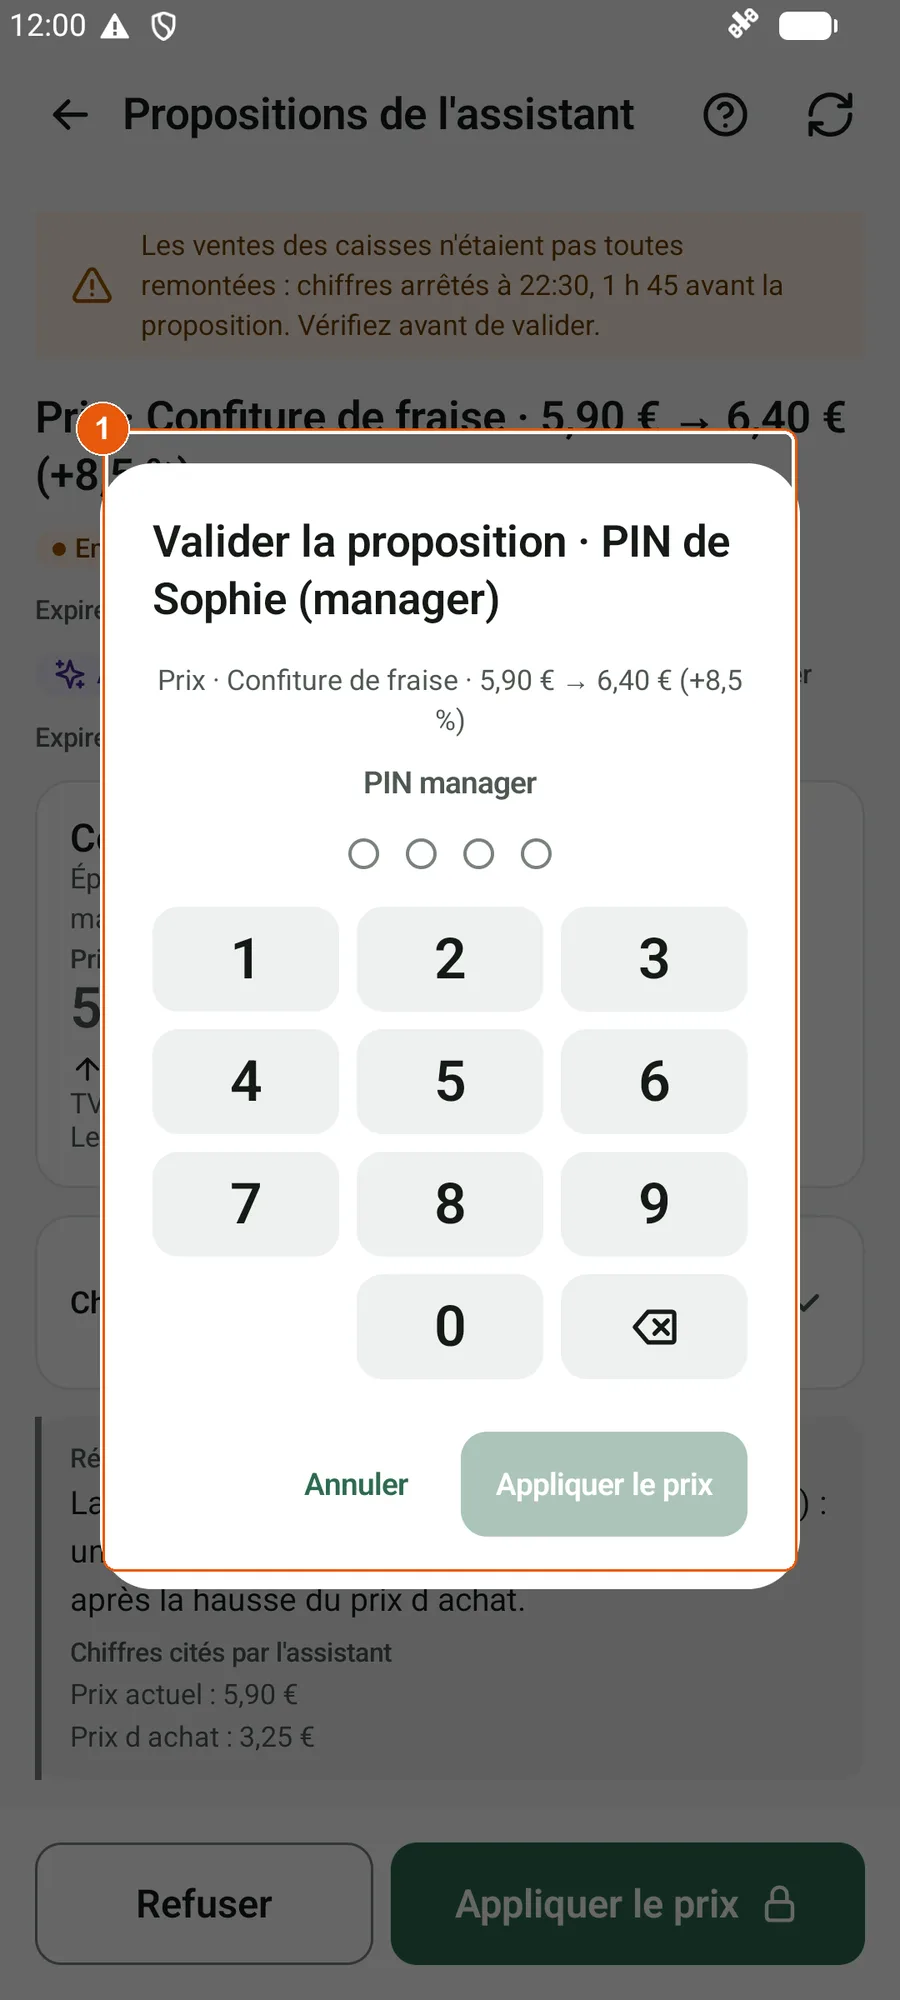 12:00
Propositions de l'assistant
Les ventes des caisses n'étaient pas toutes
remontées : chiffres arrêtés à 22:30, 1 h 45 avant la
proposition. Vérifiez avant de valider.
Confiture de fraise · 5,90 € → 6,40 €
1
Valider la proposition · PIN de
Sophie (manager)
Prix · Confiture de fraise · 5,90 € → 6,40 € (+8,5
%)
PIN manager
1 2 3
4 5 6
7 8 9
0
Annuler
Appliquer le prix
après la hausse du prix d achat.
Chiffres cités par l'assistant
Prix actuel : 5,90 €
Prix d achat : 3,25 €
Refuser
Appliquer le prix